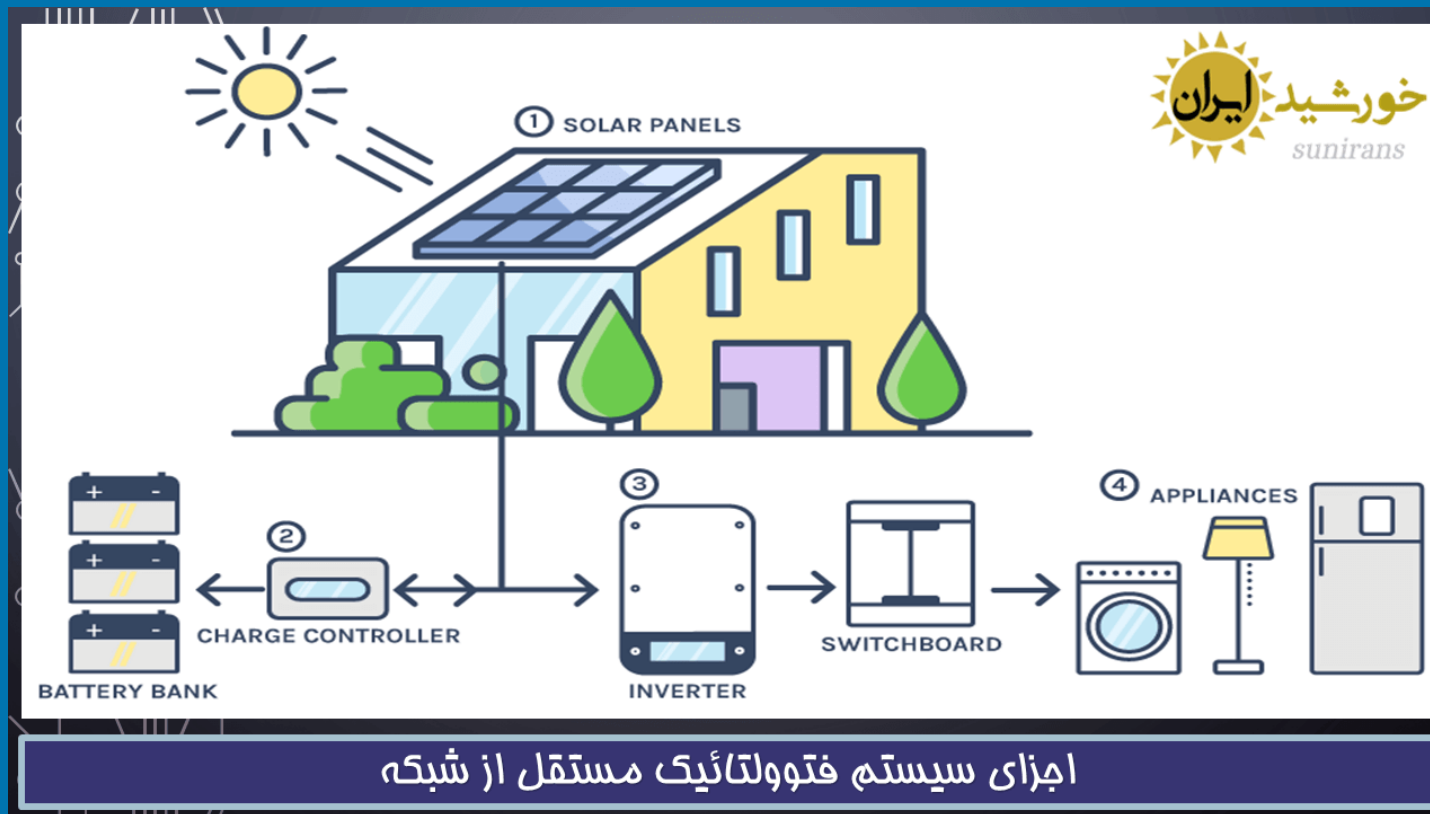 خورشید ایران
sunirans
1 SOLAR PANELS
2
CHARGE CONTROLLER
BATTERY BANK
3
INVERTER
SWITCHBOARD
4 APPLIANCES
اجزای سیستم فتوولتائیک مستقل از شبکه